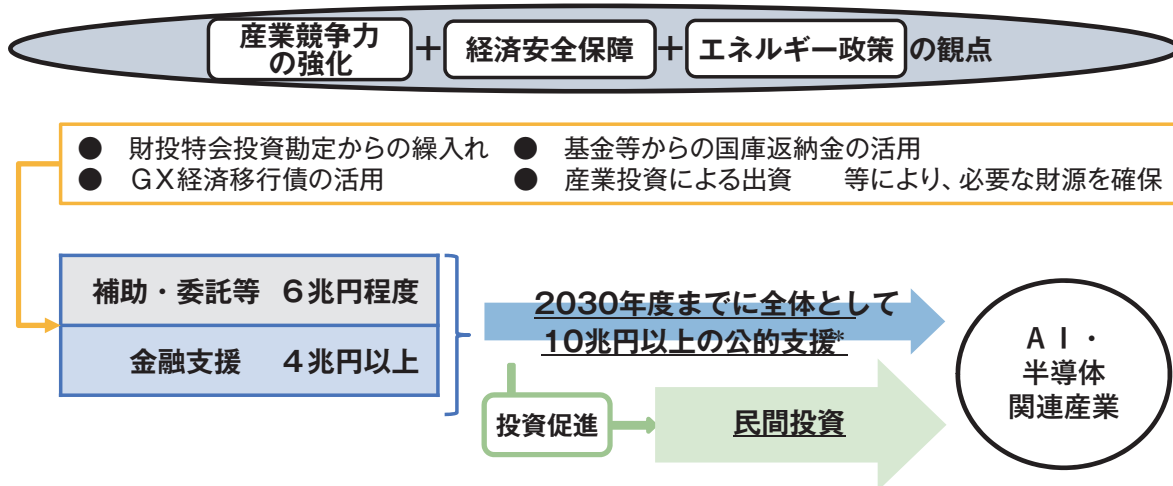 産業競争力
の強化
+
経済安全保障
+
エネルギー政策
の観点
● 財投特会投資勘定からの繰入れ ● 基金等からの国庫返納金の活用
● GX経済移行債の活用 ● 産業投資による出資 等により、必要な財源を確保
補助・委託等 6兆円程度
金融支援 4兆円以上
2030年度までに全体として
10兆円以上の公的支援*
投資促進
民間投資
AI・
半導体
関連産業